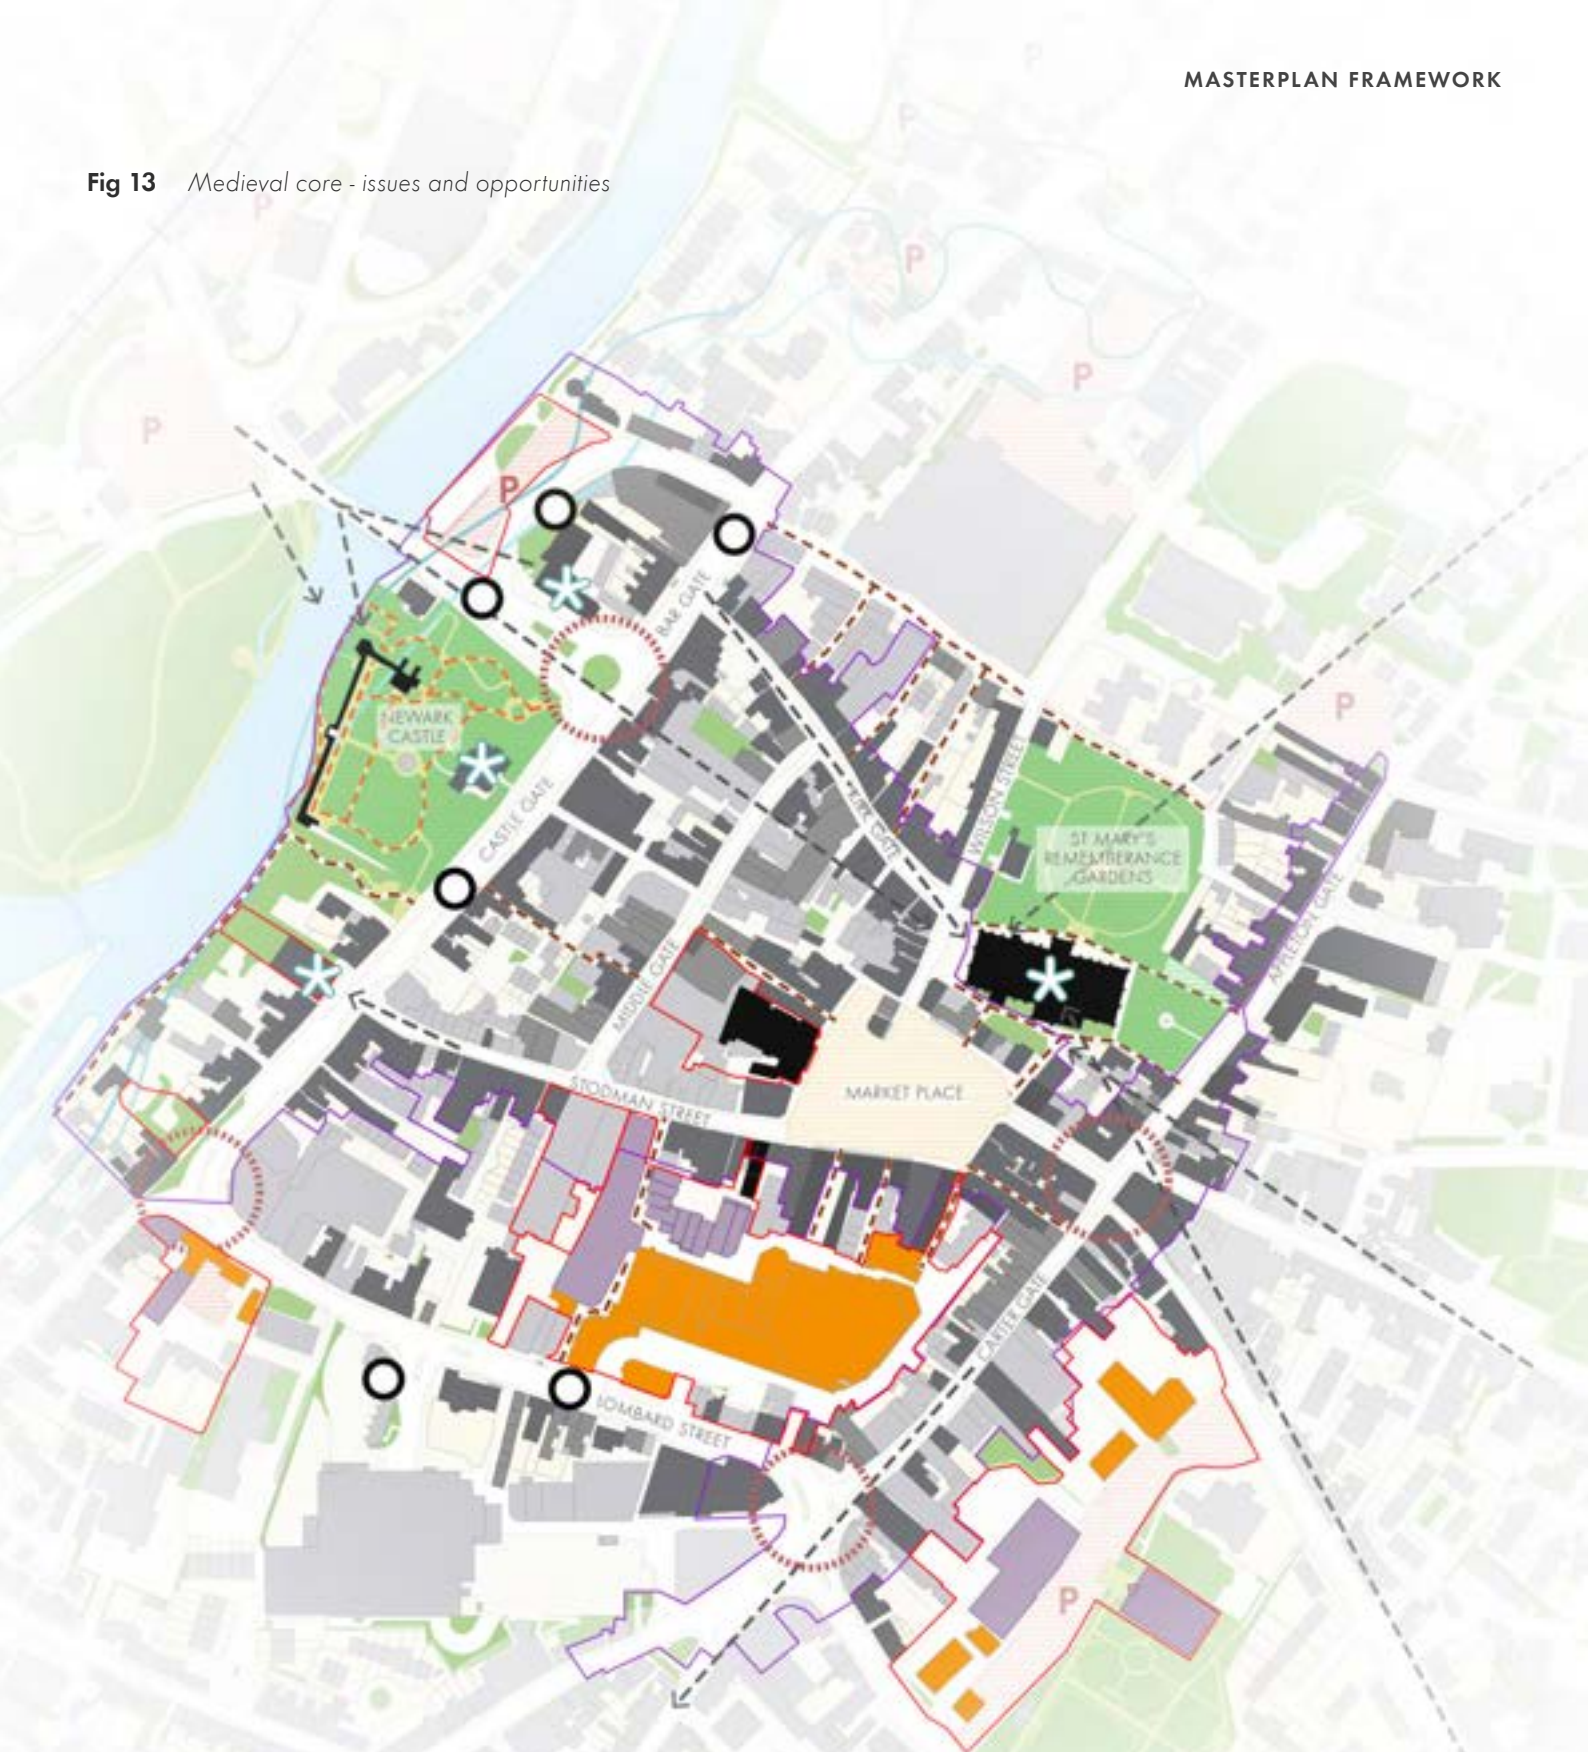 MASTERPLAN FRAMEWORK
Fig 13 Medieval core - issues and opportunities
P
P
P
P
P
P
P
P
BAR GATE
NEWARK
CASTLE
CASTLE GATE
KIRK GATE
WILSON STREET
ST MARY'S
REMEMBERANCE
GARDENS
APPLETON GATE
MIDDLE GATE
MARKET PLACE
STODMAN STREET
CARTER GATE
LOMBARD STREET
P